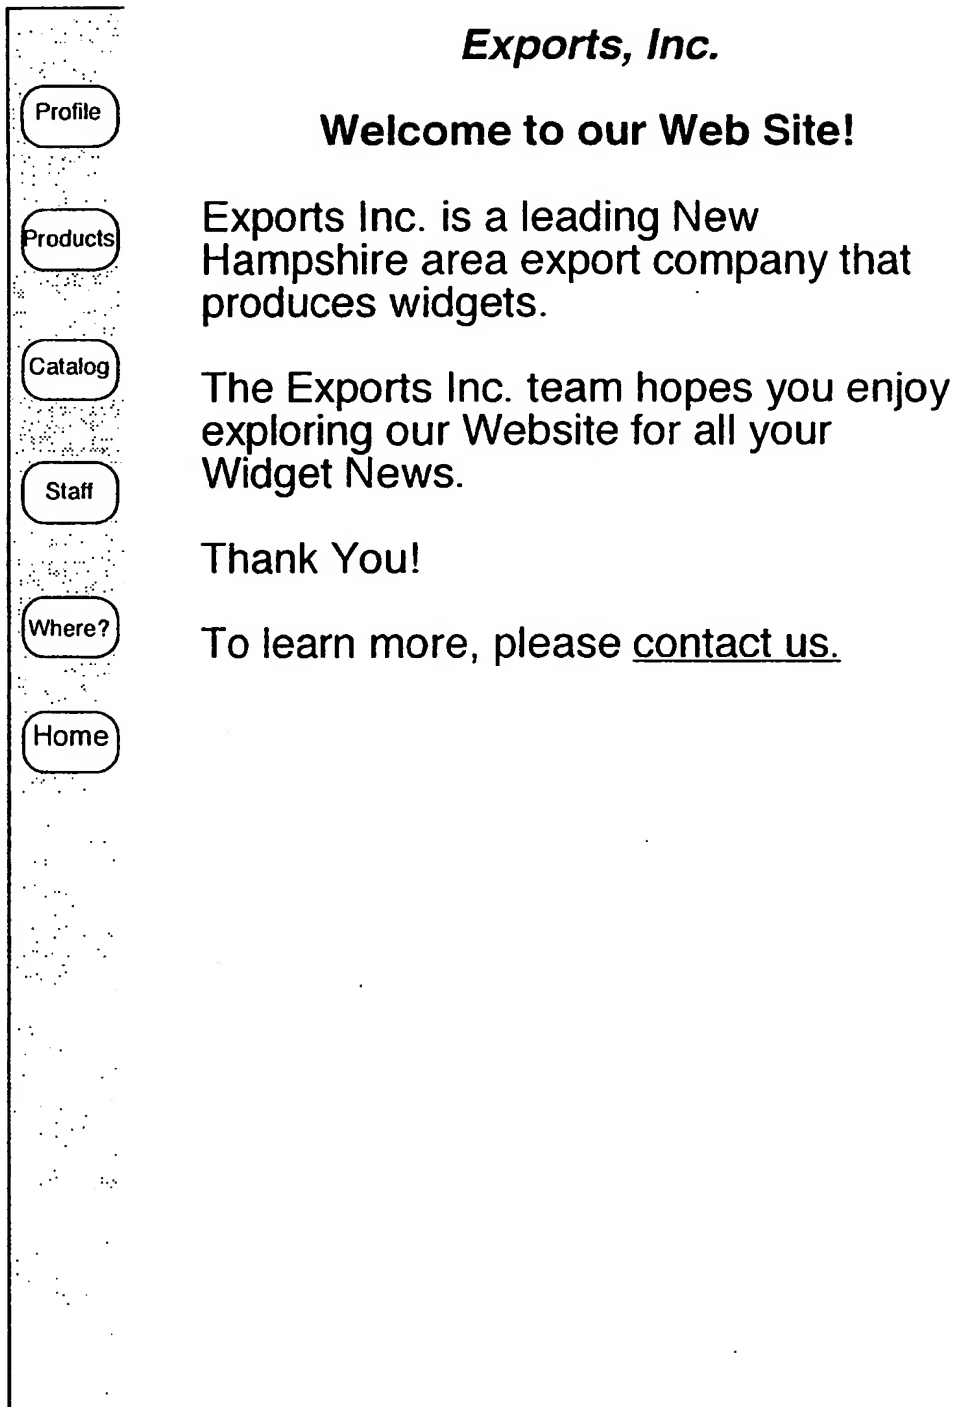 Exports, Inc.
Welcome to our Web Site!
Profile
Products
Catalog
Staff
Where?
Home
Exports Inc. is a leading New
Hampshire area export company that
produces widgets.
The Exports Inc. team hopes you enjoy
exploring our Website for all your
Widget News.
Thank You!
To learn more, please contact us.